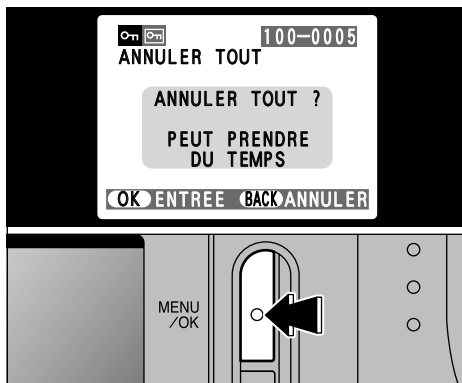 100–0005
ANNULER TOUT
ANNULER TOUT ?
PEUT PRENDRE
DU TEMPS
OK ENTREE BACK ANNULER
MENU
/OK